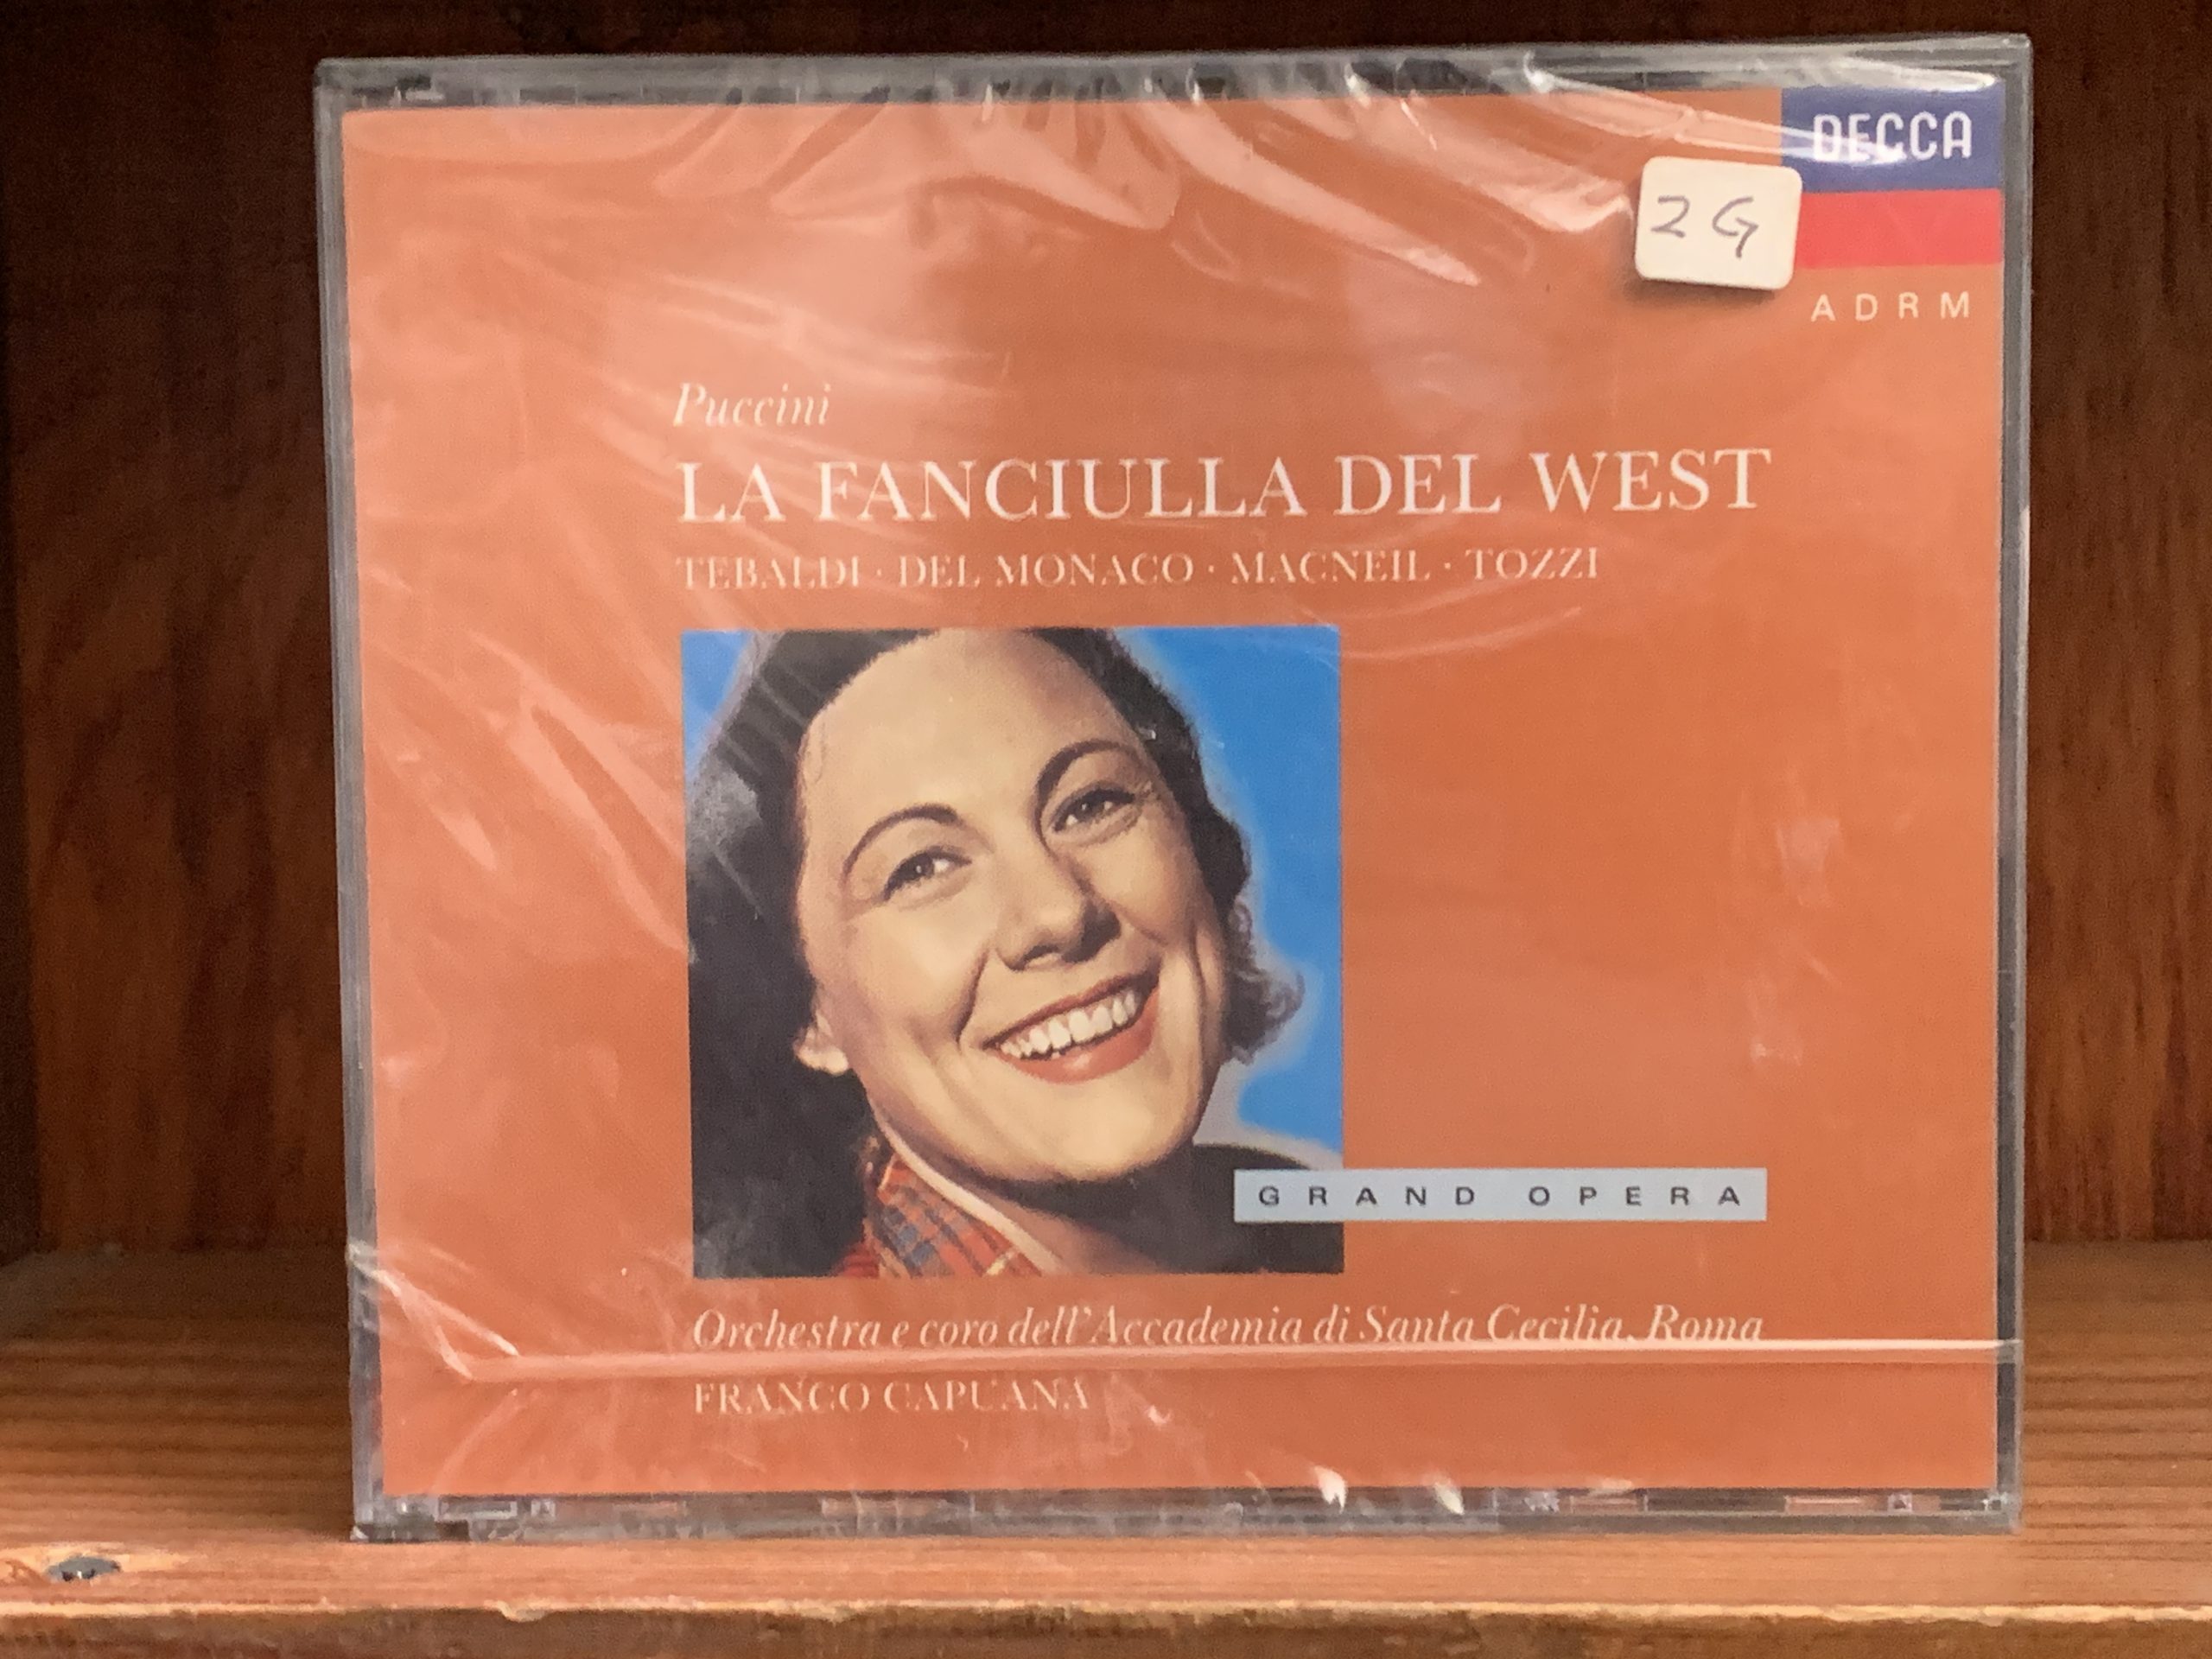 DECCA
2G
ADRM
Puccini
LA FANCIULLA DEL WEST
TEBALDI · DEL MONACO · MACNEIL · TOZZI
GRAND OPERA
Orchestra e coro dell'Accademia di Santa Cecilia, Roma
FRANCO CAPUANA